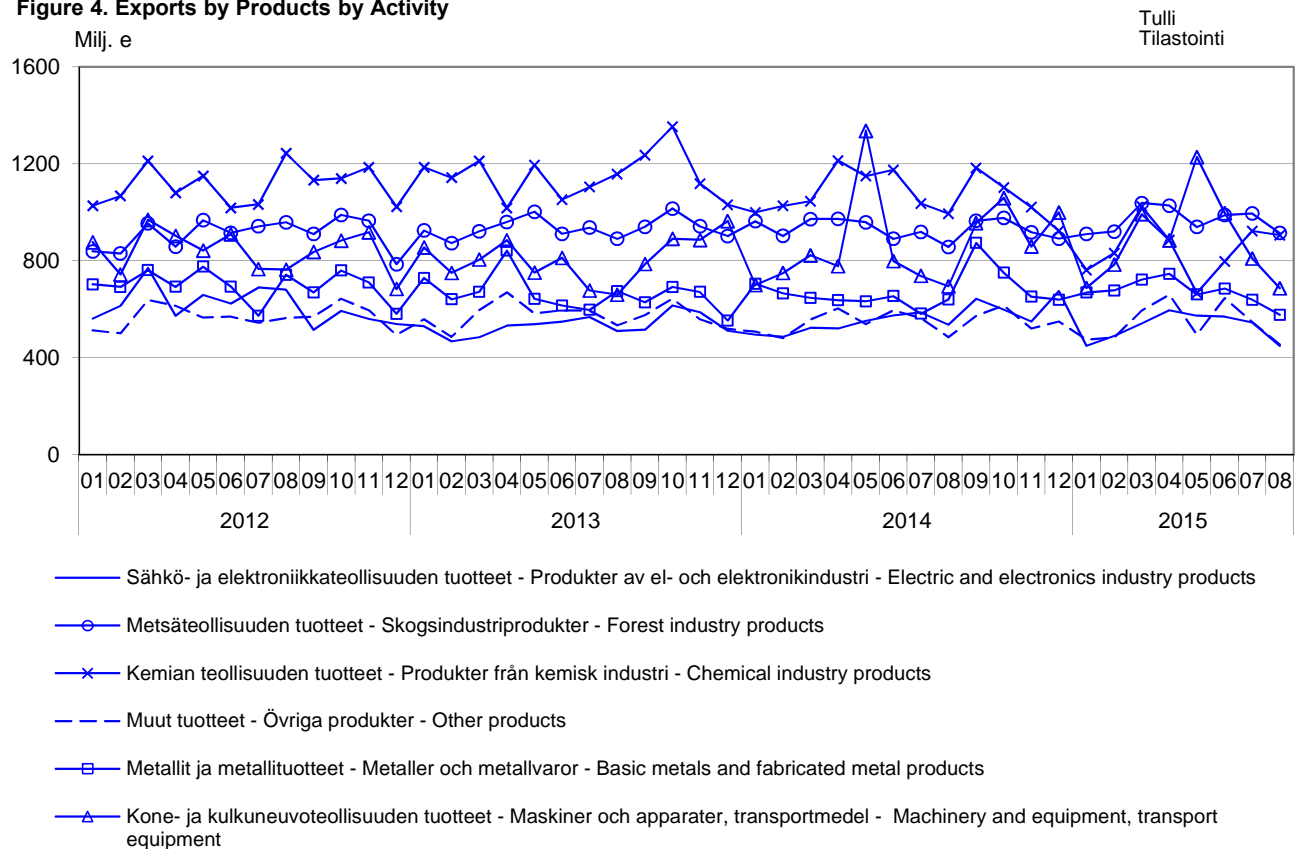 Figure 4. Exports by Products by Activity
Tulli
Tilastointi
Milj. e
1600
1200
800
400
0
01 02 03 04 05 06 07 08 09 10 11 12 01 02 03 04 05 06 07 08 09 10 11 12 01 02 03 04 05 06 07 08 09 10 11 12 01 02 03 04 05 06 07 08
2012 2013 2014 2015
Sähkö- ja elektroniikkateollisuuden tuotteet - Produkter av el- och elektronikindustri - Electric and electronics industry products
Metsäteollisuuden tuotteet - Skogsindustriprodukter - Forest industry products
Kemian teollisuuden tuotteet - Produkter från kemisk industri - Chemical industry products
Muut tuotteet - Övriga produkter - Other products
Metallit ja metallituotteet - Metaller och metallvaror - Basic metals and fabricated metal products
Kone- ja kulkuneuvoteollisuuden tuotteet - Maskiner och apparater, transportmedel - Machinery and equipment, transport
equipment